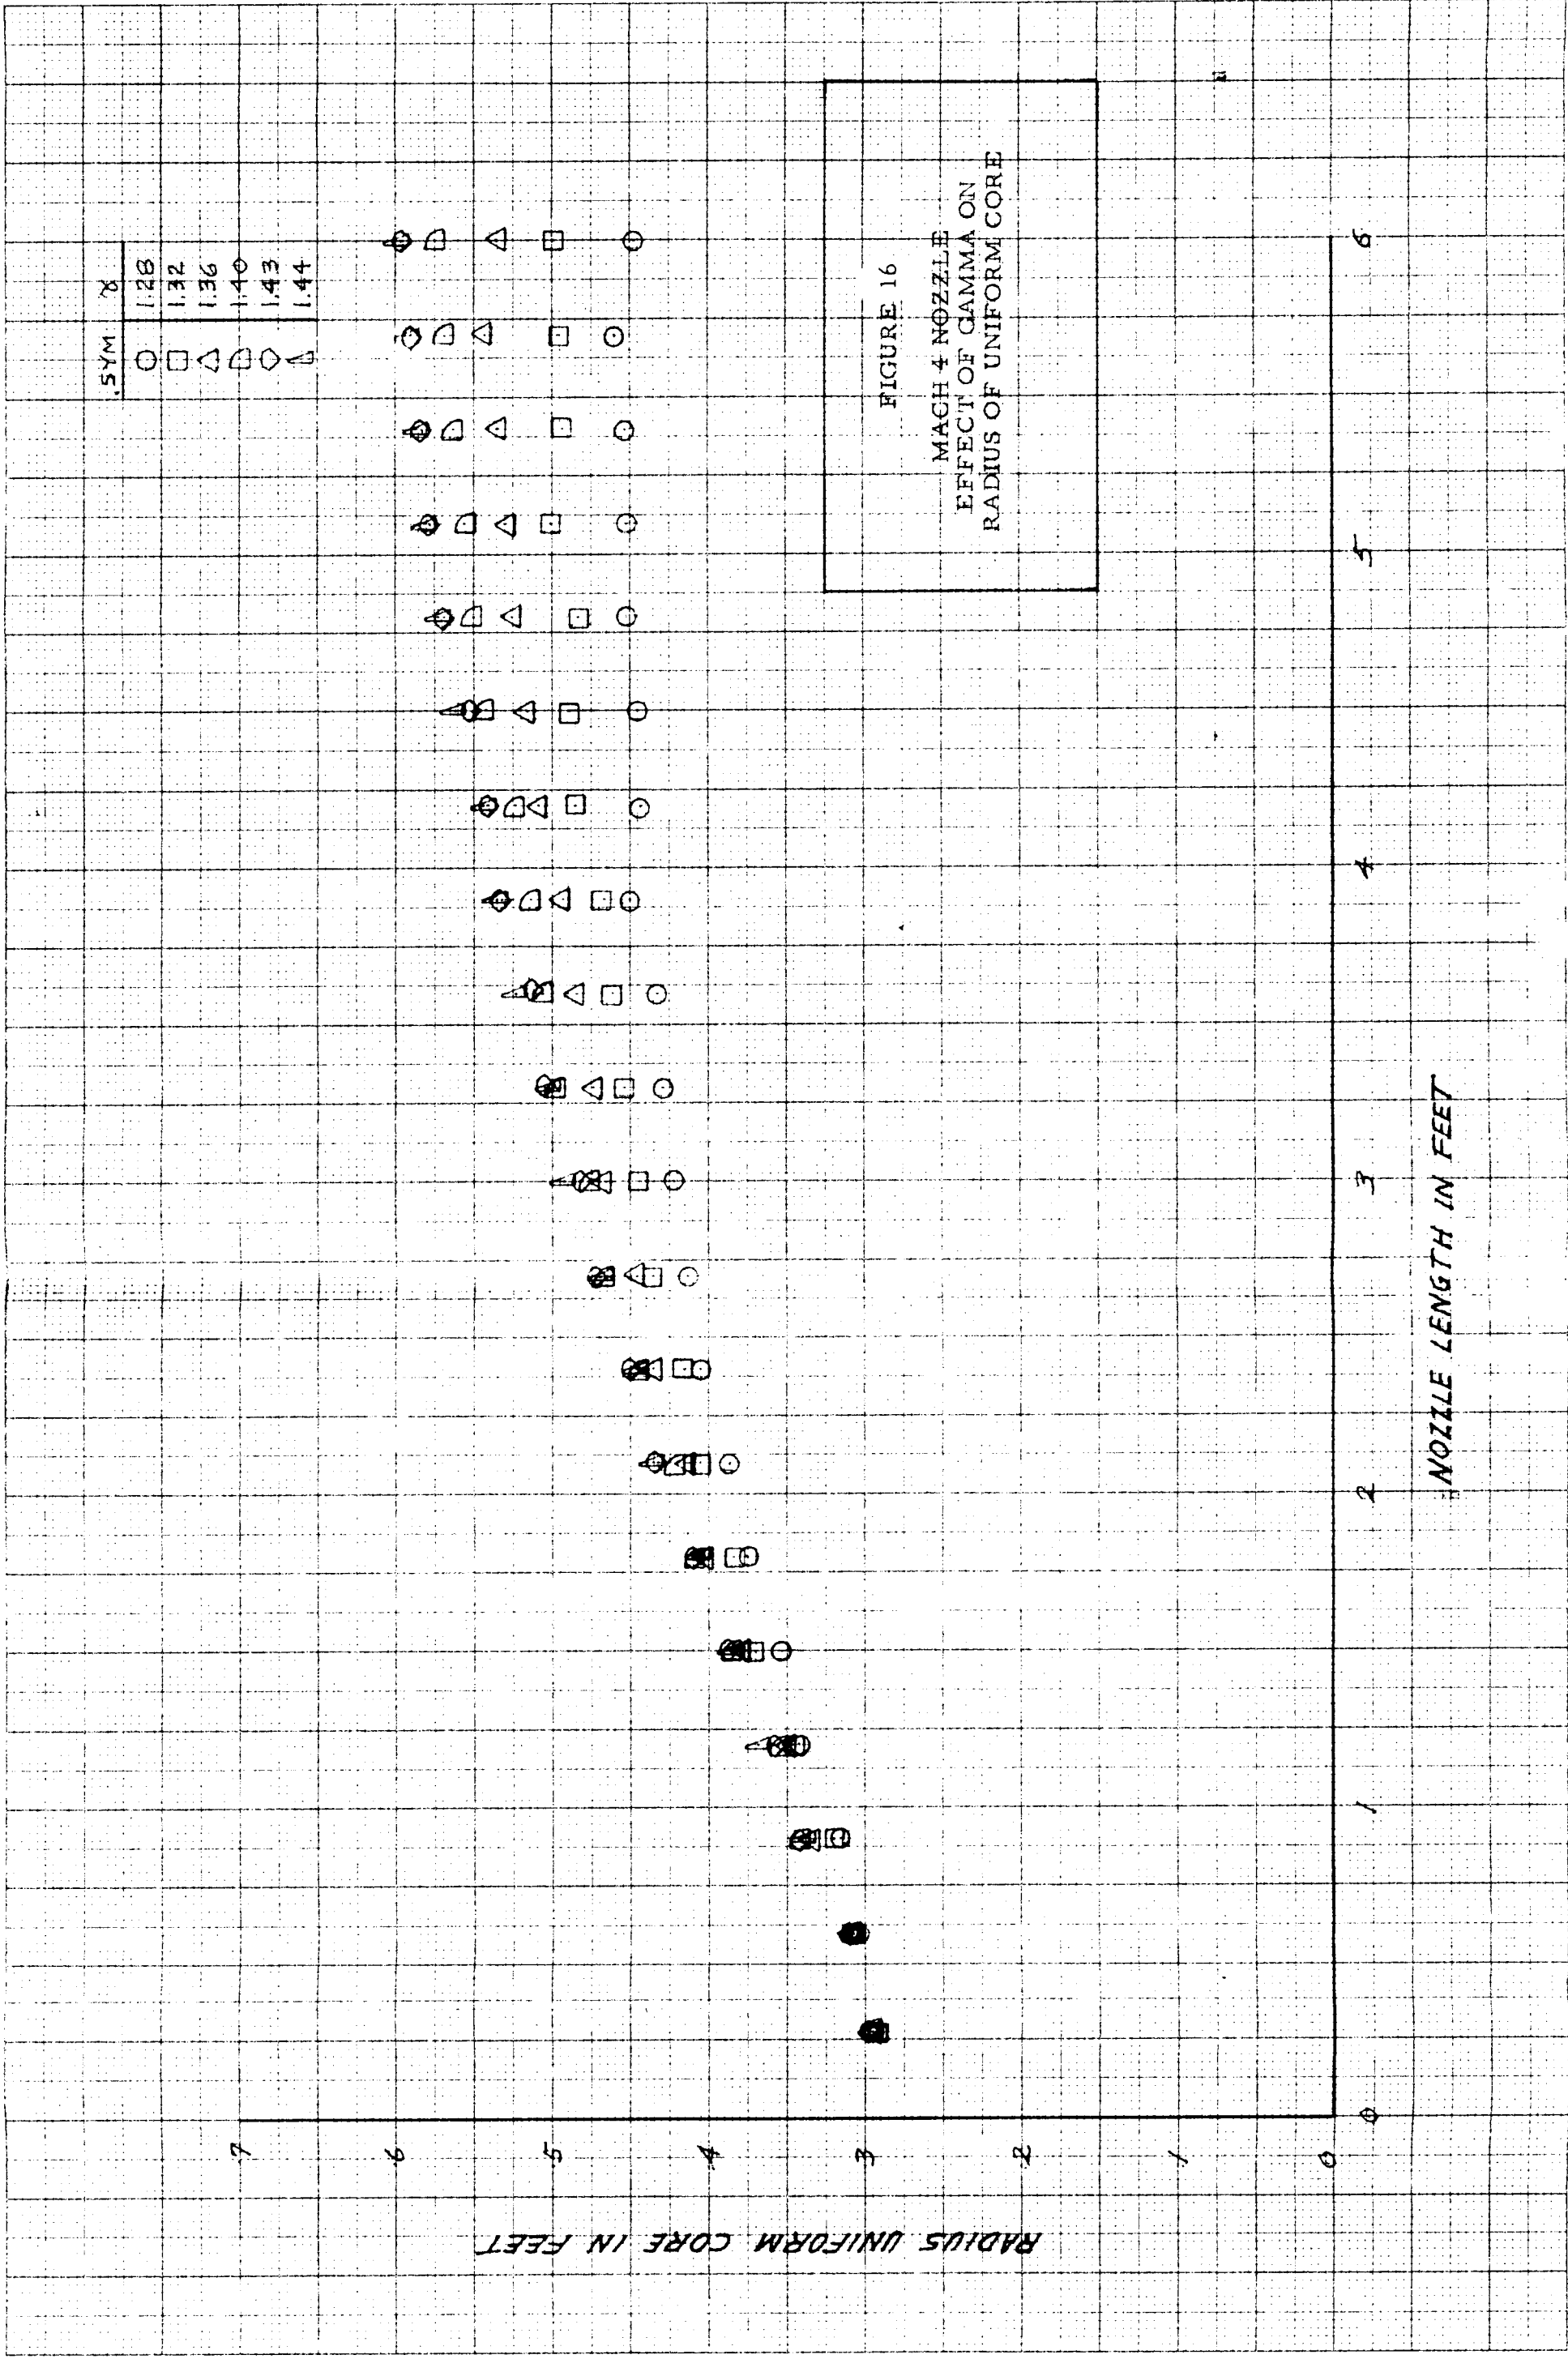 .SYM γ
1.28
1.32
1.36
1.40
1.43
1.44
FIGURE 16
MACH 4 NOZZLE
EFFECT OF GAMMA ON
RADIUS OF UNIFORM CORE
.7
.6
.5
.4
.3
.2
.1
0
RADIUS UNIFORM CORE IN FEET
0 1 2 3 4 5 6
NOZZLE LENGTH IN FEET